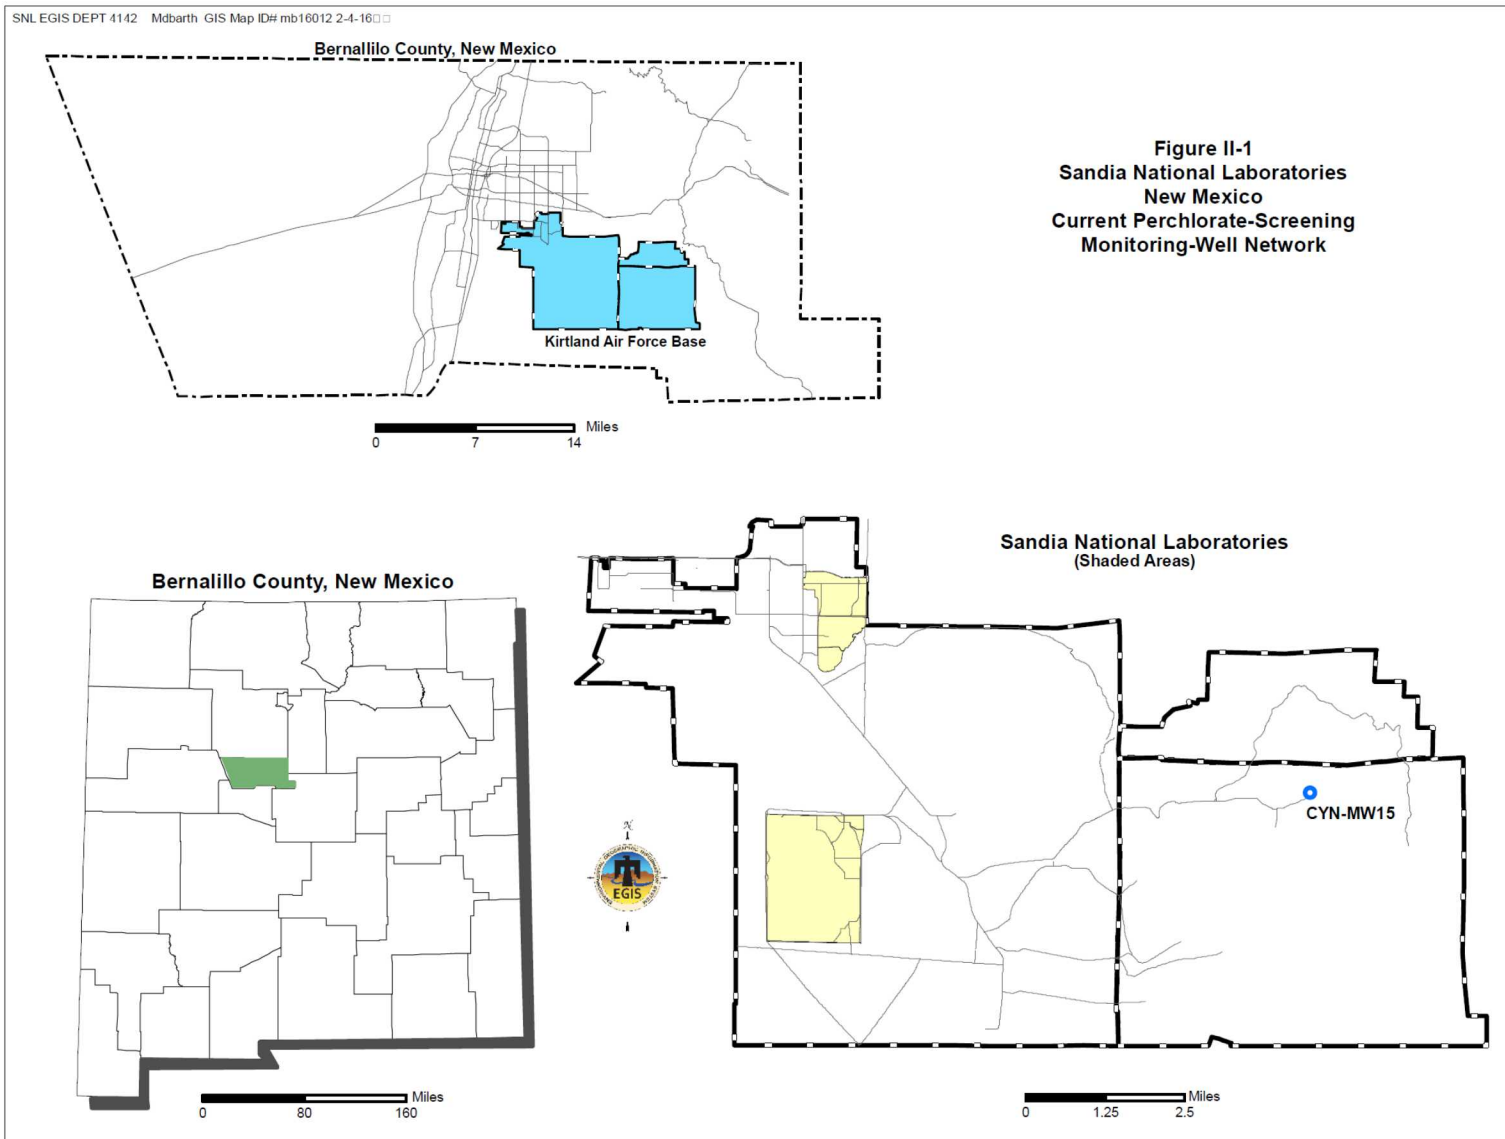 SNL EGIS DEPT 4142 Mdbarth GIS Map ID# mb16012 2-4-16
Bernallilo County, New Mexico
Figure II-1
Sandia National Laboratories
New Mexico
Current Perchlorate-Screening
Monitoring-Well Network
Kirtland Air Force Base
Miles
0 7 14
Sandia National Laboratories
(Shaded Areas)
Bernalillo County, New Mexico
CYN-MW15
N
EGIS
Miles
0 80 160
Miles
0 1.25 2.5